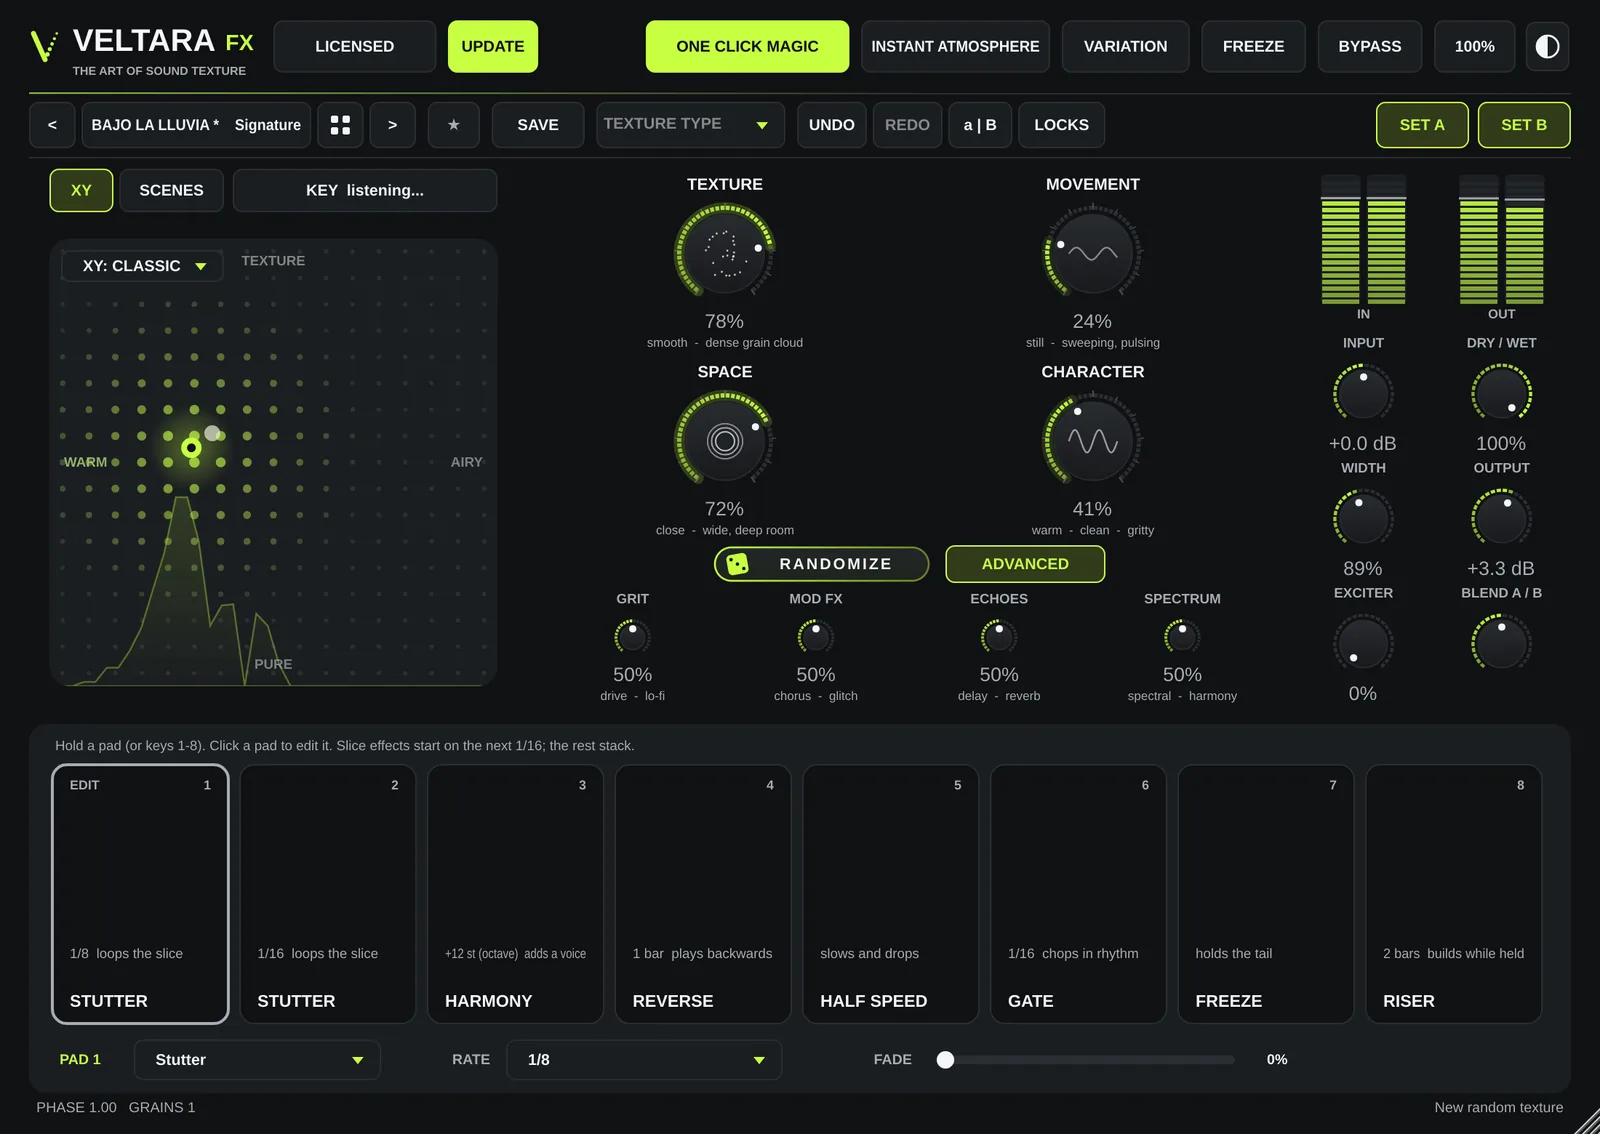 VELTARA FX
THE ART OF SOUND TEXTURE
LICENSED
UPDATE
ONE CLICK MAGIC
INSTANT ATMOSPHERE
VARIATION
FREEZE
BYPASS
100%
<
BAJO LA LLUVIA * Signature
>
★
SAVE
TEXTURE TYPE
UNDO
REDO
a | B
LOCKS
SET A
SET B
XY
SCENES
KEY listening...
XY: CLASSIC
TEXTURE
WARM
AIRY
PURE
TEXTURE
78%
smooth - dense grain cloud
MOVEMENT
24%
still - sweeping, pulsing
SPACE
72%
close - wide, deep room
CHARACTER
41%
warm - clean - gritty
RANDOMIZE
ADVANCED
GRIT
50%
drive - lo-fi
MOD FX
50%
chorus - glitch
ECHOES
50%
delay - reverb
SPECTRUM
50%
spectral - harmony
IN
OUT
INPUT
+0.0 dB
DRY / WET
100%
WIDTH
89%
OUTPUT
+3.3 dB
EXCITER
0%
BLEND A / B
Hold a pad (or keys 1-8). Click a pad to edit it. Slice effects start on the next 1/16; the rest stack.
EDIT 1
1/8 loops the slice
STUTTER
2
1/16 loops the slice
STUTTER
3
+12 st (octave) adds a voice
HARMONY
4
1 bar plays backwards
REVERSE
5
slows and drops
HALF SPEED
6
1/16 chops in rhythm
GATE
7
holds the tail
FREEZE
8
2 bars builds while held
RISER
PAD 1
Stutter
RATE
1/8
FADE
0%
PHASE 1.00 GRAINS 1
New random texture